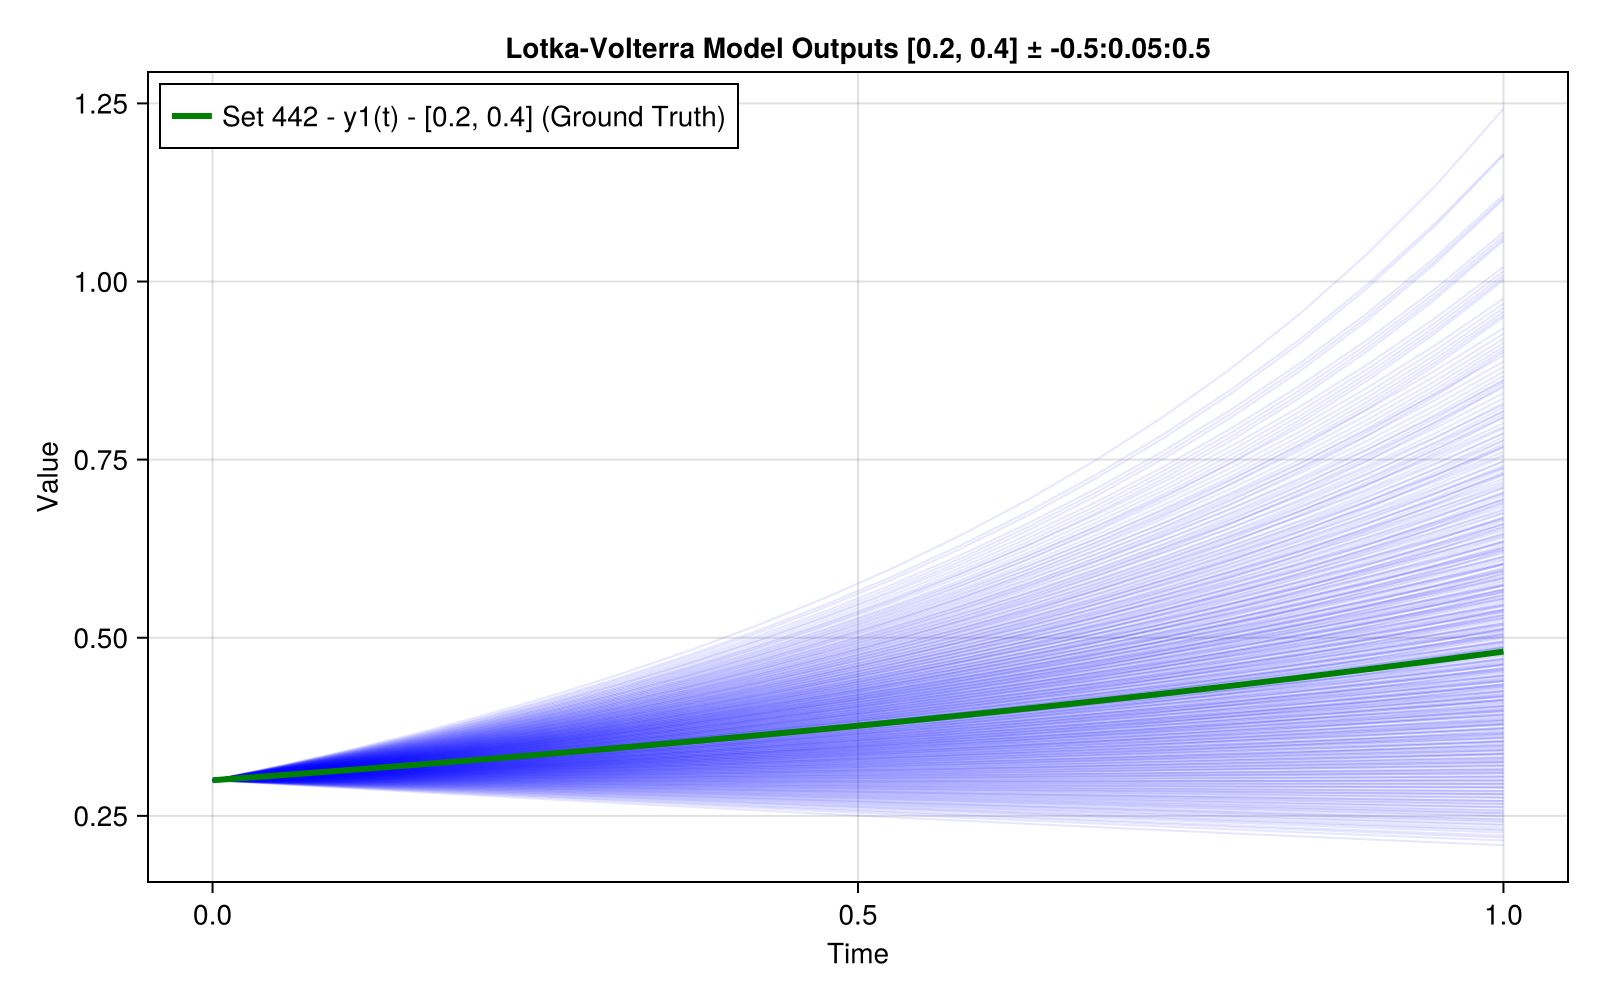 Lotka-Volterra Model Outputs [0.2, 0.4] ± -0.5:0.05:0.5
Set 442 - y1(t) - [0.2, 0.4] (Ground Truth)
1.25
1.00
0.75
0.50
0.25
Value
0.0 0.5 1.0
Time